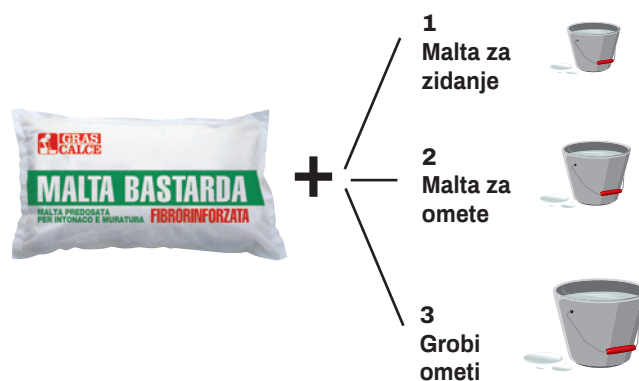 GRAS
CALCE
MALTA BASTARDA
MALTA PREDOSATA
PER INTONACO E MURATURA
FIBRORINFORZATA
+
1
Malta za
zidanje
2
Malta za
omete
3
Grobi
ometi